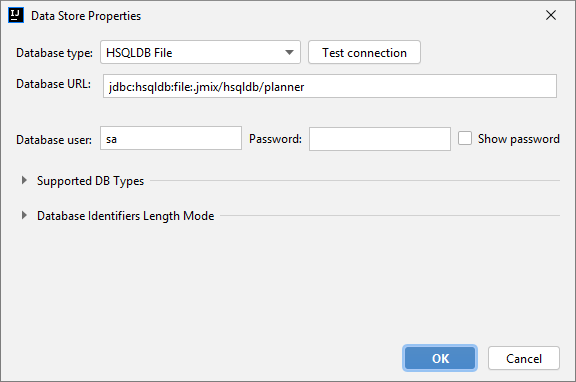 IJ Data Store Properties
Database type: HSQLDB File Test connection
Database URL: jdbc:hsqldb:file:.jmix/hsqldb/planner
Database user: sa Password: Show password
Supported DB Types
Database Identifiers Length Mode
OK Cancel